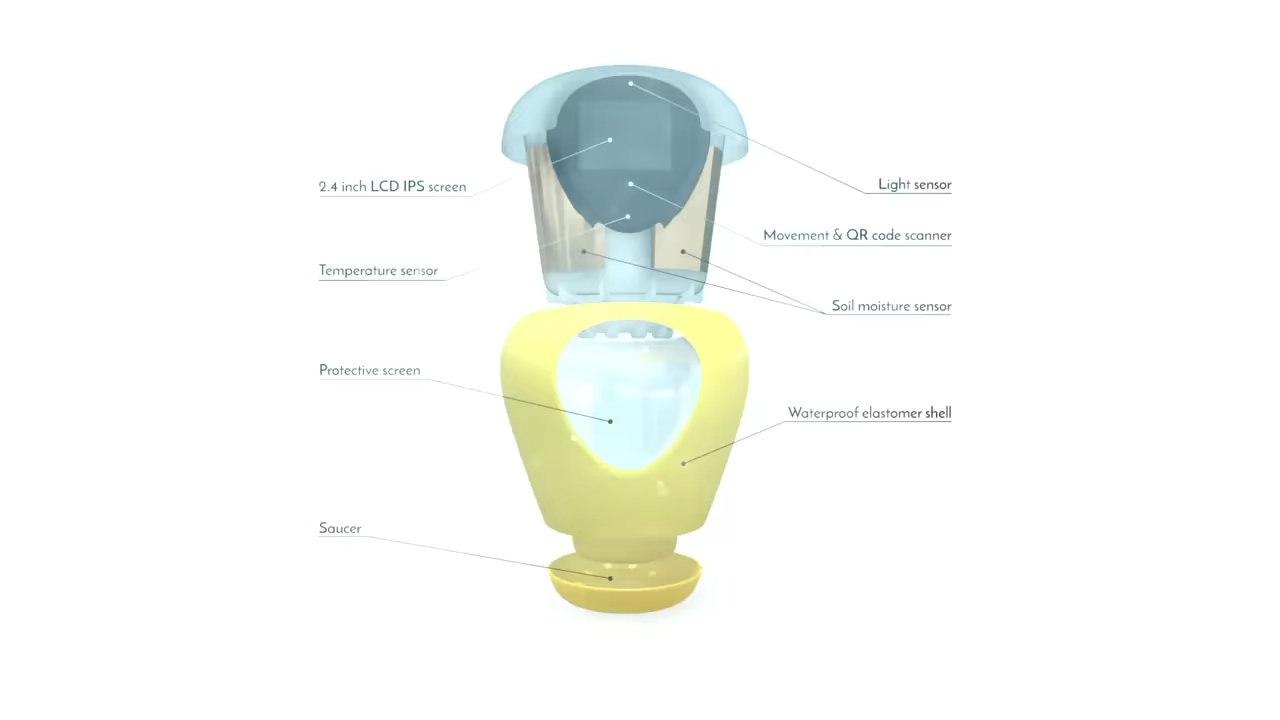 2.4 inch LCD IPS screen
Light sensor
Movement & QR code scanner
Temperature sensor
Soil moisture sensor
Protective screen
Waterproof elastomer shell
Saucer